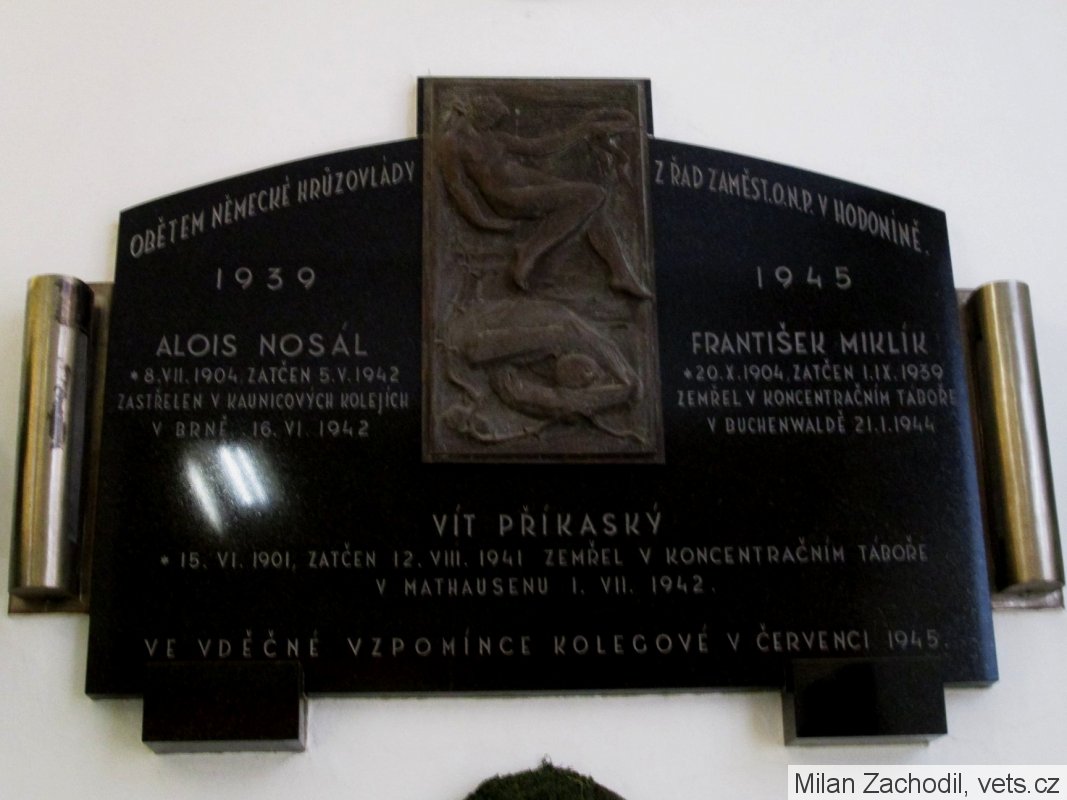 OBĚTEM NĚMECKÉ HRŮZOVLÁDY Z ŘAD ZAMĚST.O.N.P. V HODONÍNĚ.
1939 1945
ALOIS NOSÁL
*8.VII. 1904, ZATČEN 5.V.1942
ZASTŘELEN V KAUNICOVÝCH KOLEJÍCH
V BRNĚ 16. VI. 1942
FRANTIŠEK MIKLÍK
*20.X.1904, ZATČEN 1.IX.1939
ZEMŘEL V KONCENTRAČNÍM TÁBOŘE
V BUCHENWALDĚ 21.1.1944
VÍT PŘÍKASKÝ
* 15. VI. 1901, ZATČEN 12. VIII. 1941 ZEMŘEL V KONCENTRAČNÍM TÁBOŘE
V MATHAUSENU 1. VII. 1942.
VE VDĚČNÉ VZPOMÍNCE KOLEGOVÉ V ČERVENCI 1945.
Milan Zachodil, vets.cz